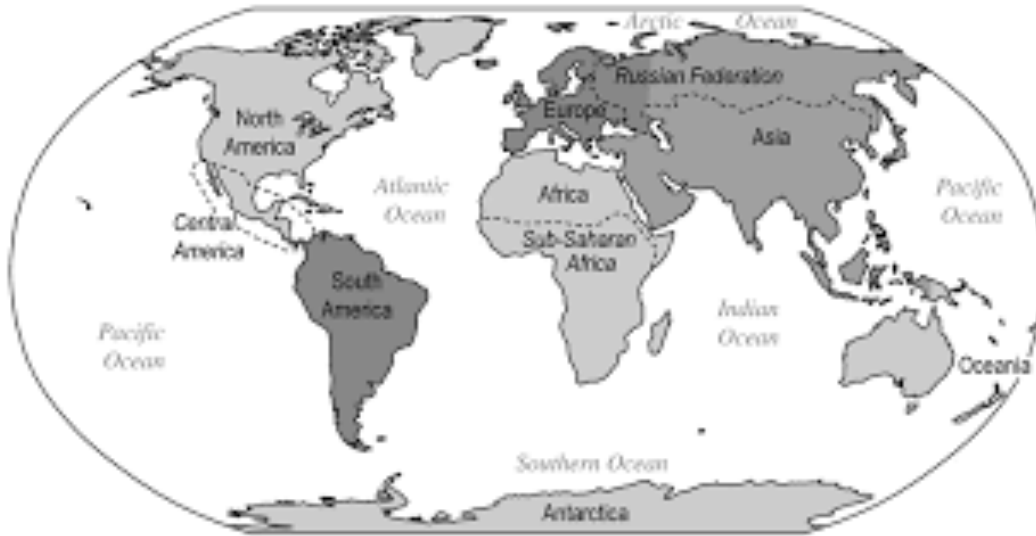 Arctic Ocean
Russian Federation
Europe
North
America
Asia
Atlantic
Ocean
Africa
Pacific
Ocean
Central
America
Sub-Saharan
Africa
South
America
Indian
Ocean
Pacific
Ocean
Oceania
Southern Ocean
Antarctica